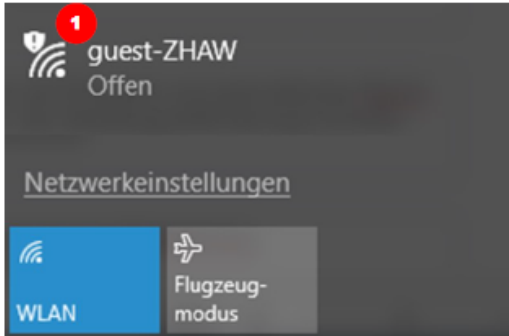 1
guest-ZHAW
Offen
Netzwerkeinstellungen
WLAN
Flugzeug-
modus